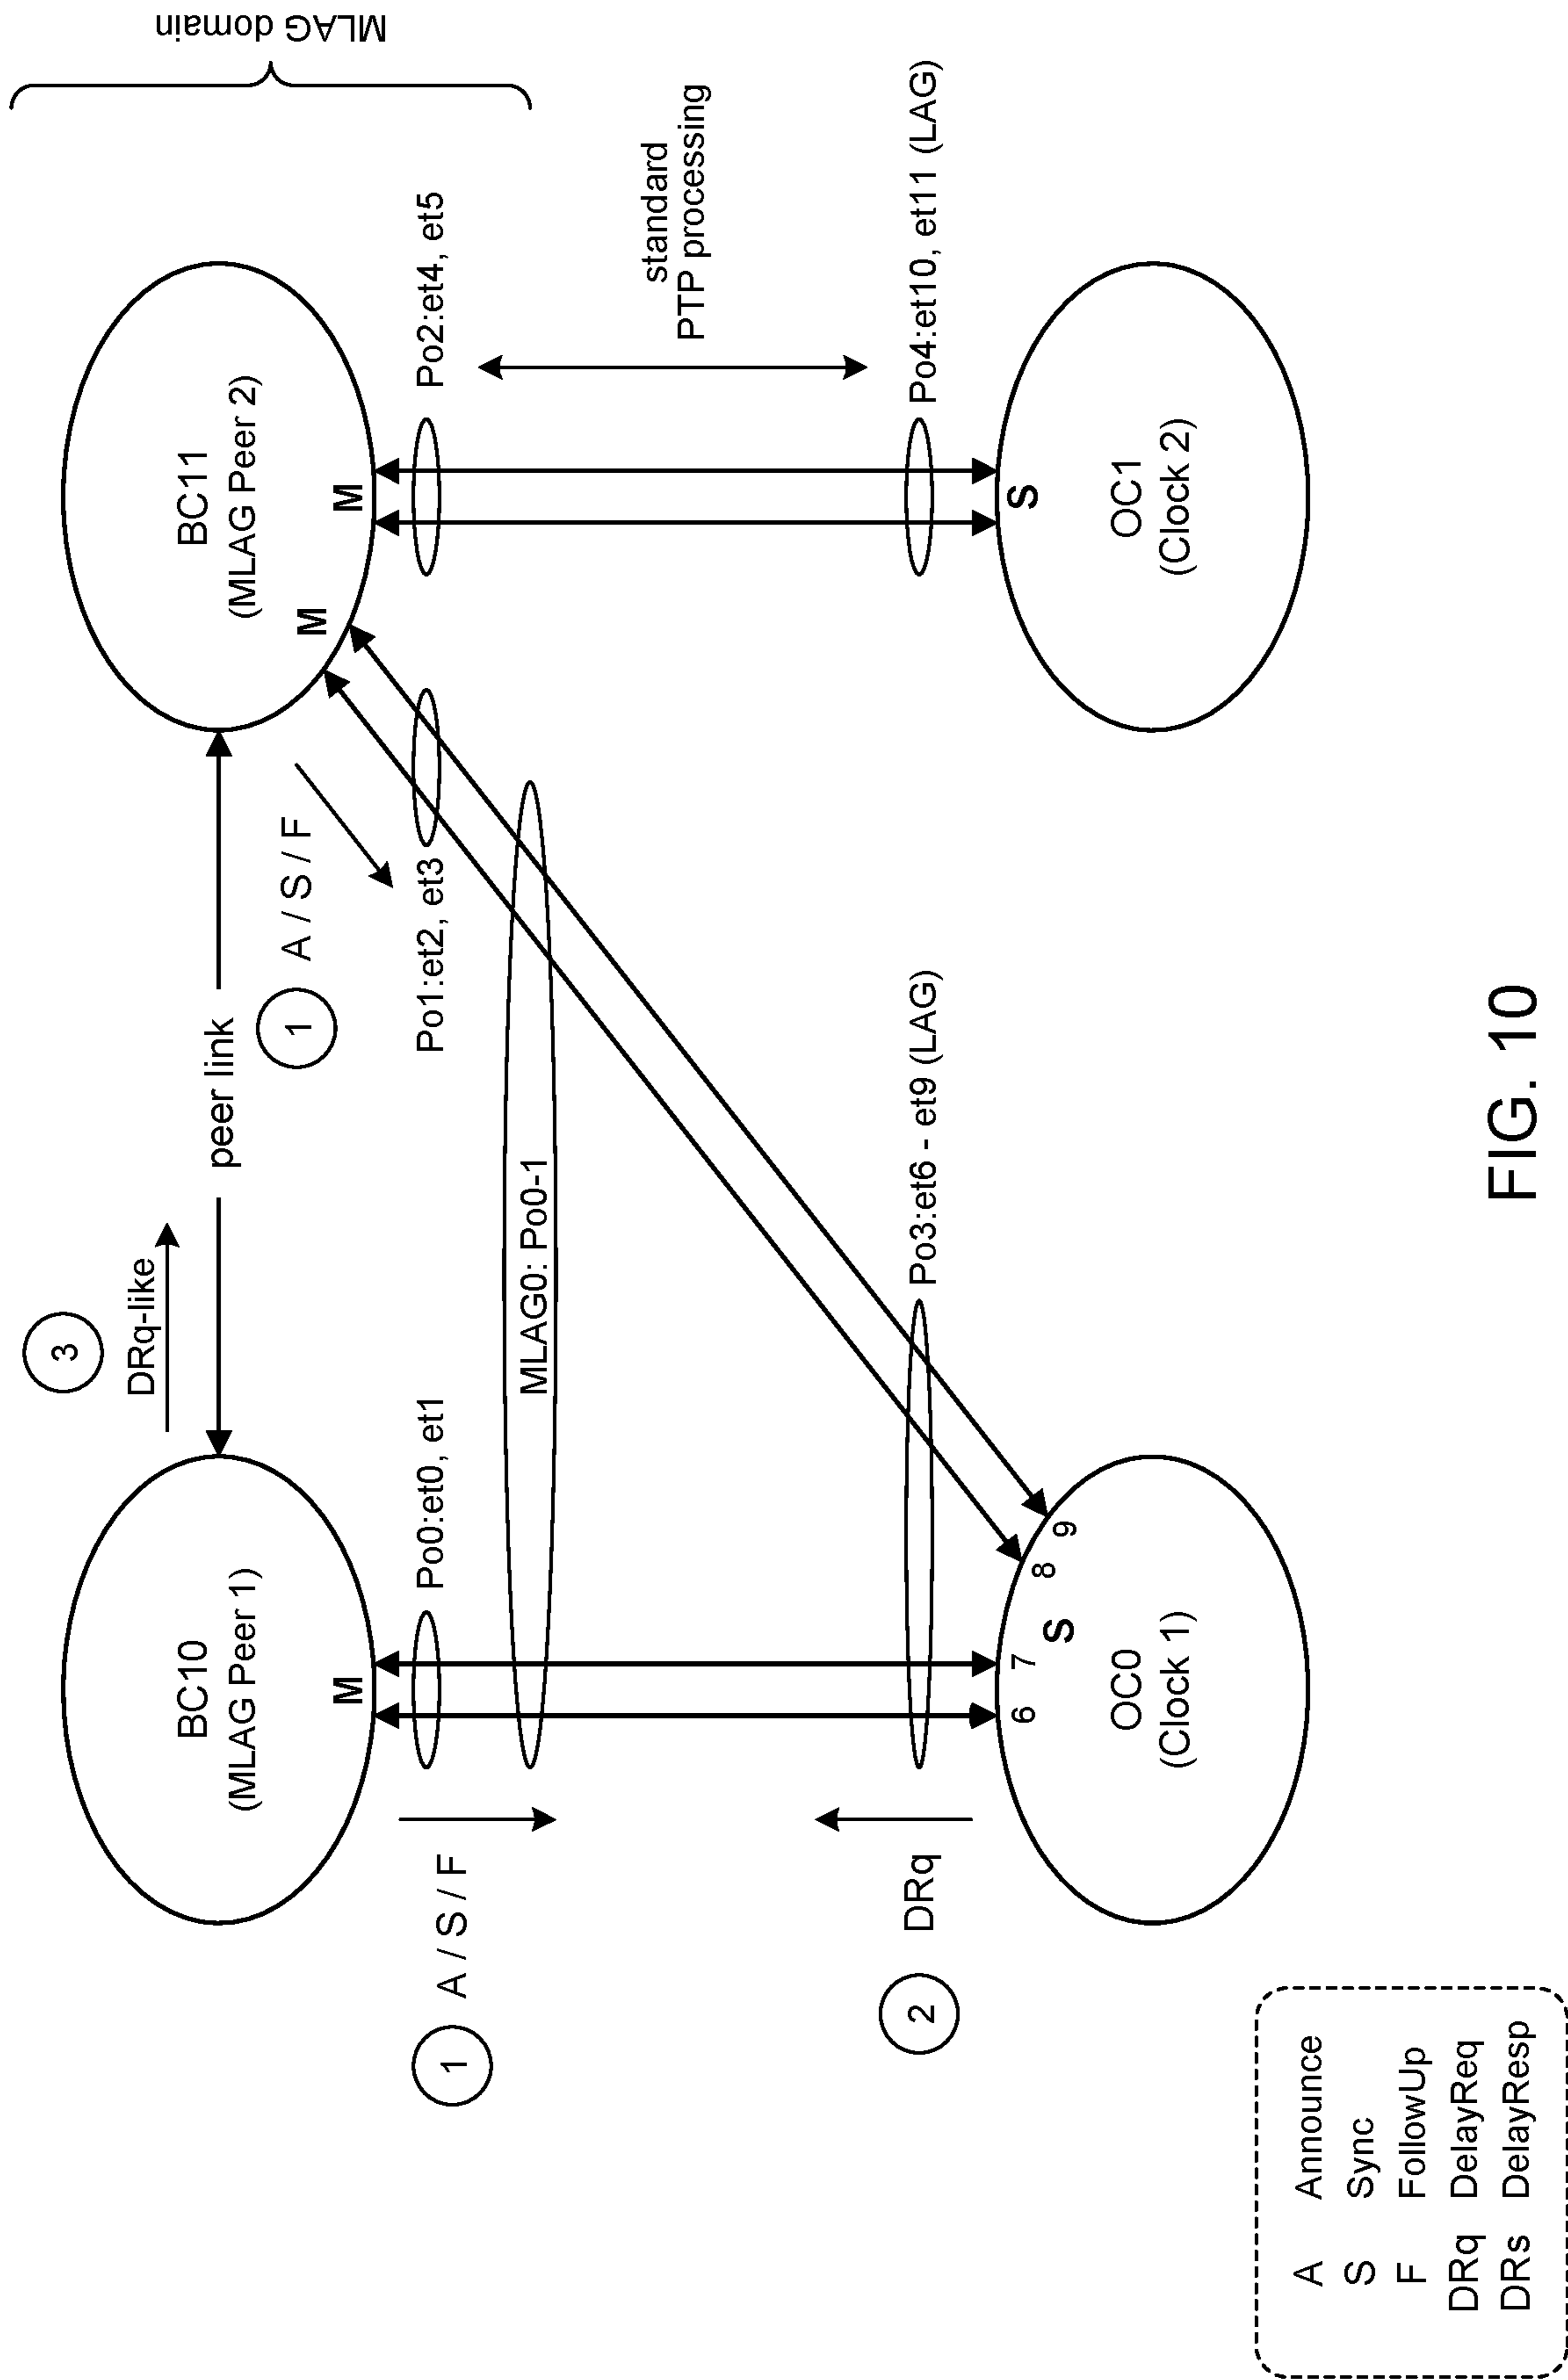 MLAG domain
3
DRq-like
BC10
(MLAG Peer 1)
M
peer link
BC11
(MLAG Peer 2)
M
M
1
A / S / F
1
A / S / F
Po0:et0, et1
Po1:et2, et3
Po2:et4, et5
MLAG0: Po0-1
standard
PTP processing
2
DRq
Po3:et6 - et9 (LAG)
Po4:et10, et11 (LAG)
6
7
S
8
9
OC0
(Clock 1)
S
OC1
(Clock 2)
A Announce
S Sync
F FollowUp
DRq DelayReq
DRs DelayResp
FIG. 10